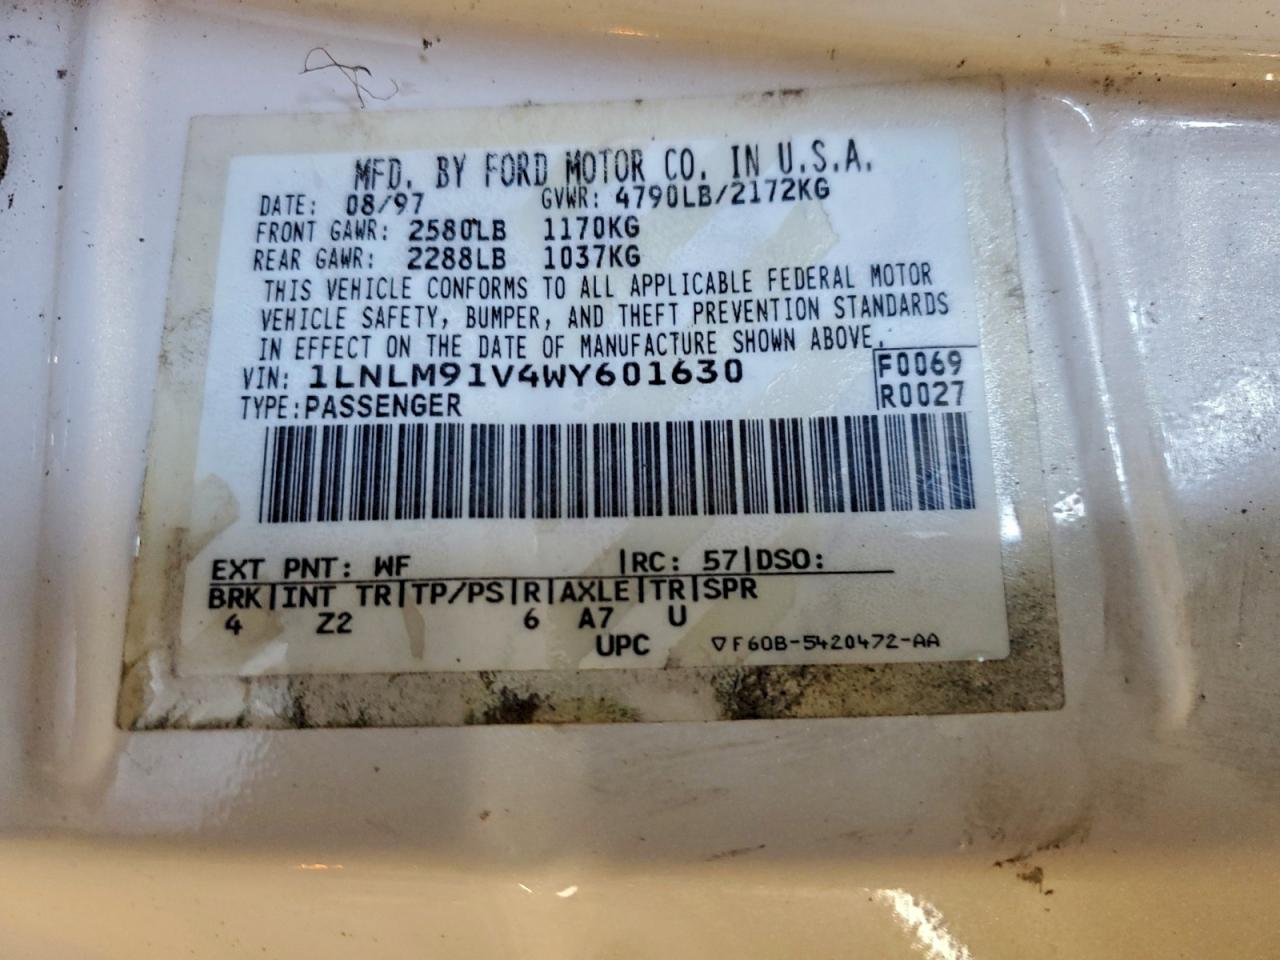 MFD. BY FORD MOTOR CO. IN U.S.A.
DATE: 08/97 GVWR: 4790LB/2172KG
FRONT GAWR: 2580LB 1170KG
REAR GAWR: 2288LB 1037KG
THIS VEHICLE CONFORMS TO ALL APPLICABLE FEDERAL MOTOR
VEHICLE SAFETY, BUMPER, AND THEFT PREVENTION STANDARDS
IN EFFECT ON THE DATE OF MANUFACTURE SHOWN ABOVE.
VIN: 1LNLM91V4WY601630 F0069
TYPE: PASSENGER R0027
EXT PNT: WF |RC: 57|DSO:
BRK|INT TR|TP/PS|R|AXLE|TR|SPR
4 Z2 6 A7 U
UPC ▽F60B-5420472-AA